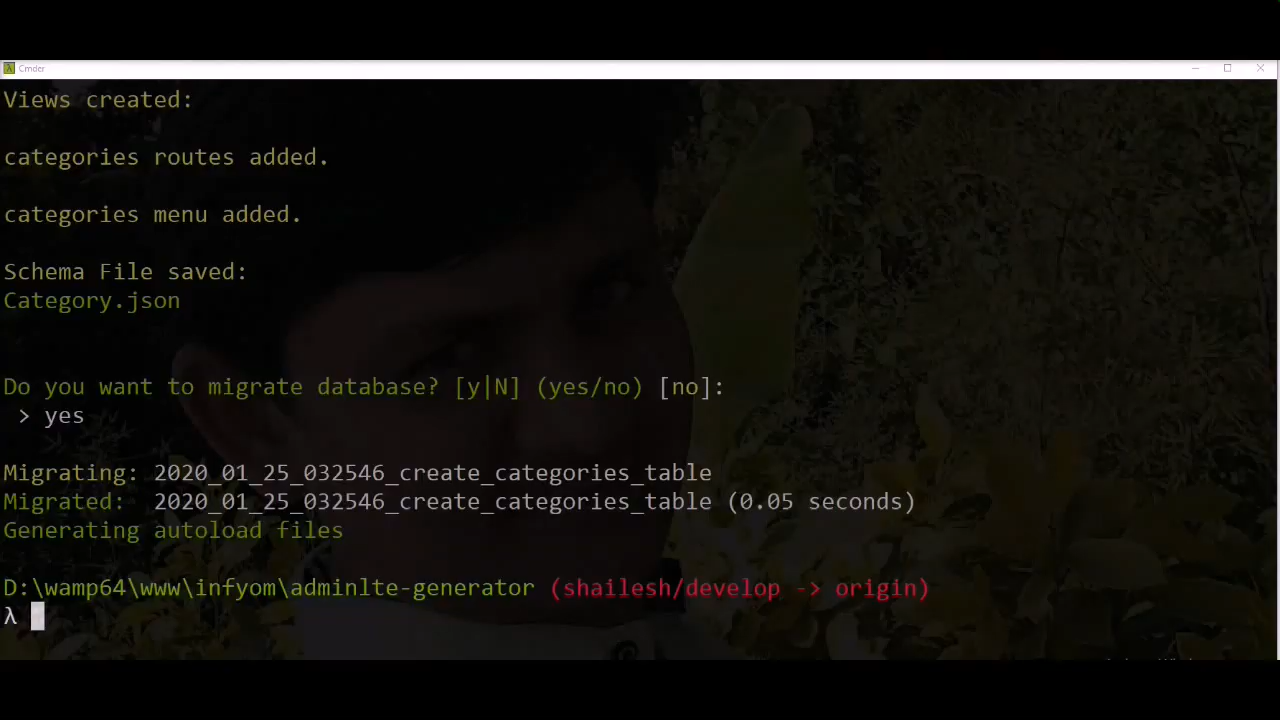 Cmder
Views created:
categories routes added.
categories menu added.
Schema File saved:
Category.json
Do you want to migrate database? [y|N] (yes/no) [no]:
> yes
Migrating: 2020_01_25_032546_create_categories_table
Migrated:  2020_01_25_032546_create_categories_table (0.05 seconds)
Generating autoload files
D:\wamp64\www\infyom\adminlte-generator (shailesh/develop -> origin)
λ